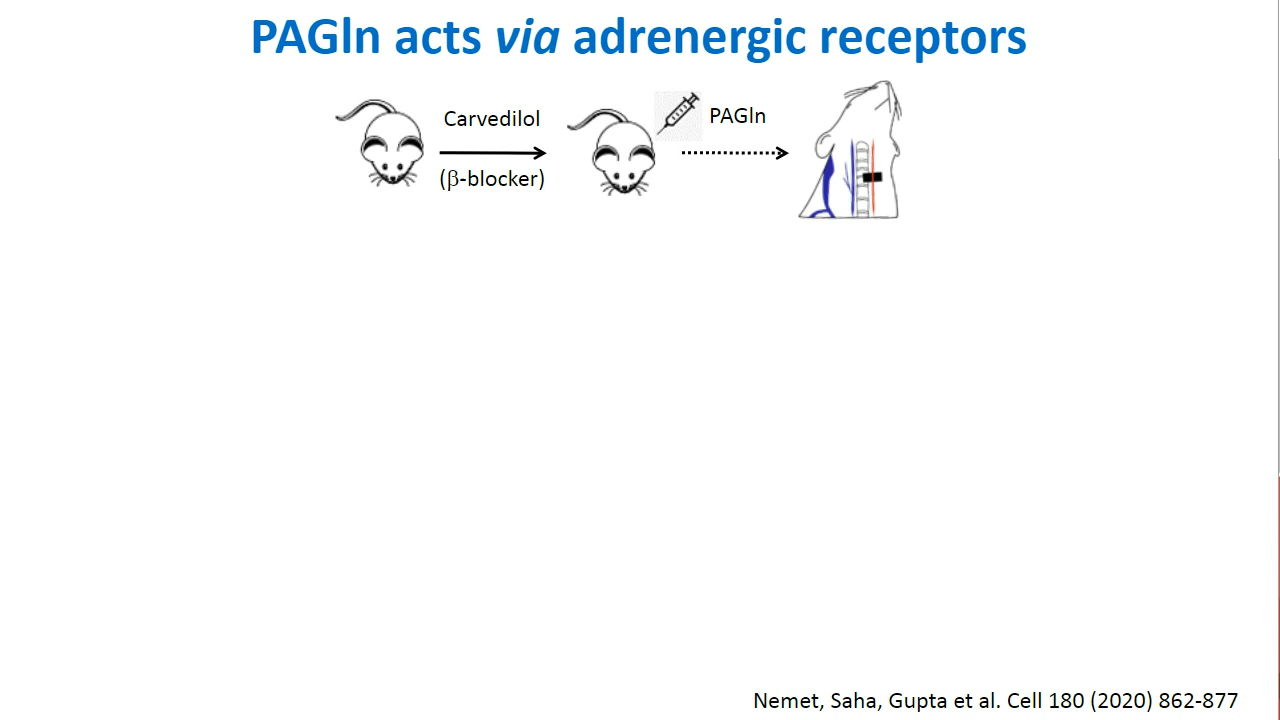 PAGln acts via adrenergic receptors
Carvedilol
(β-blocker)
PAGln
Nemet, Saha, Gupta et al. Cell 180 (2020) 862-877